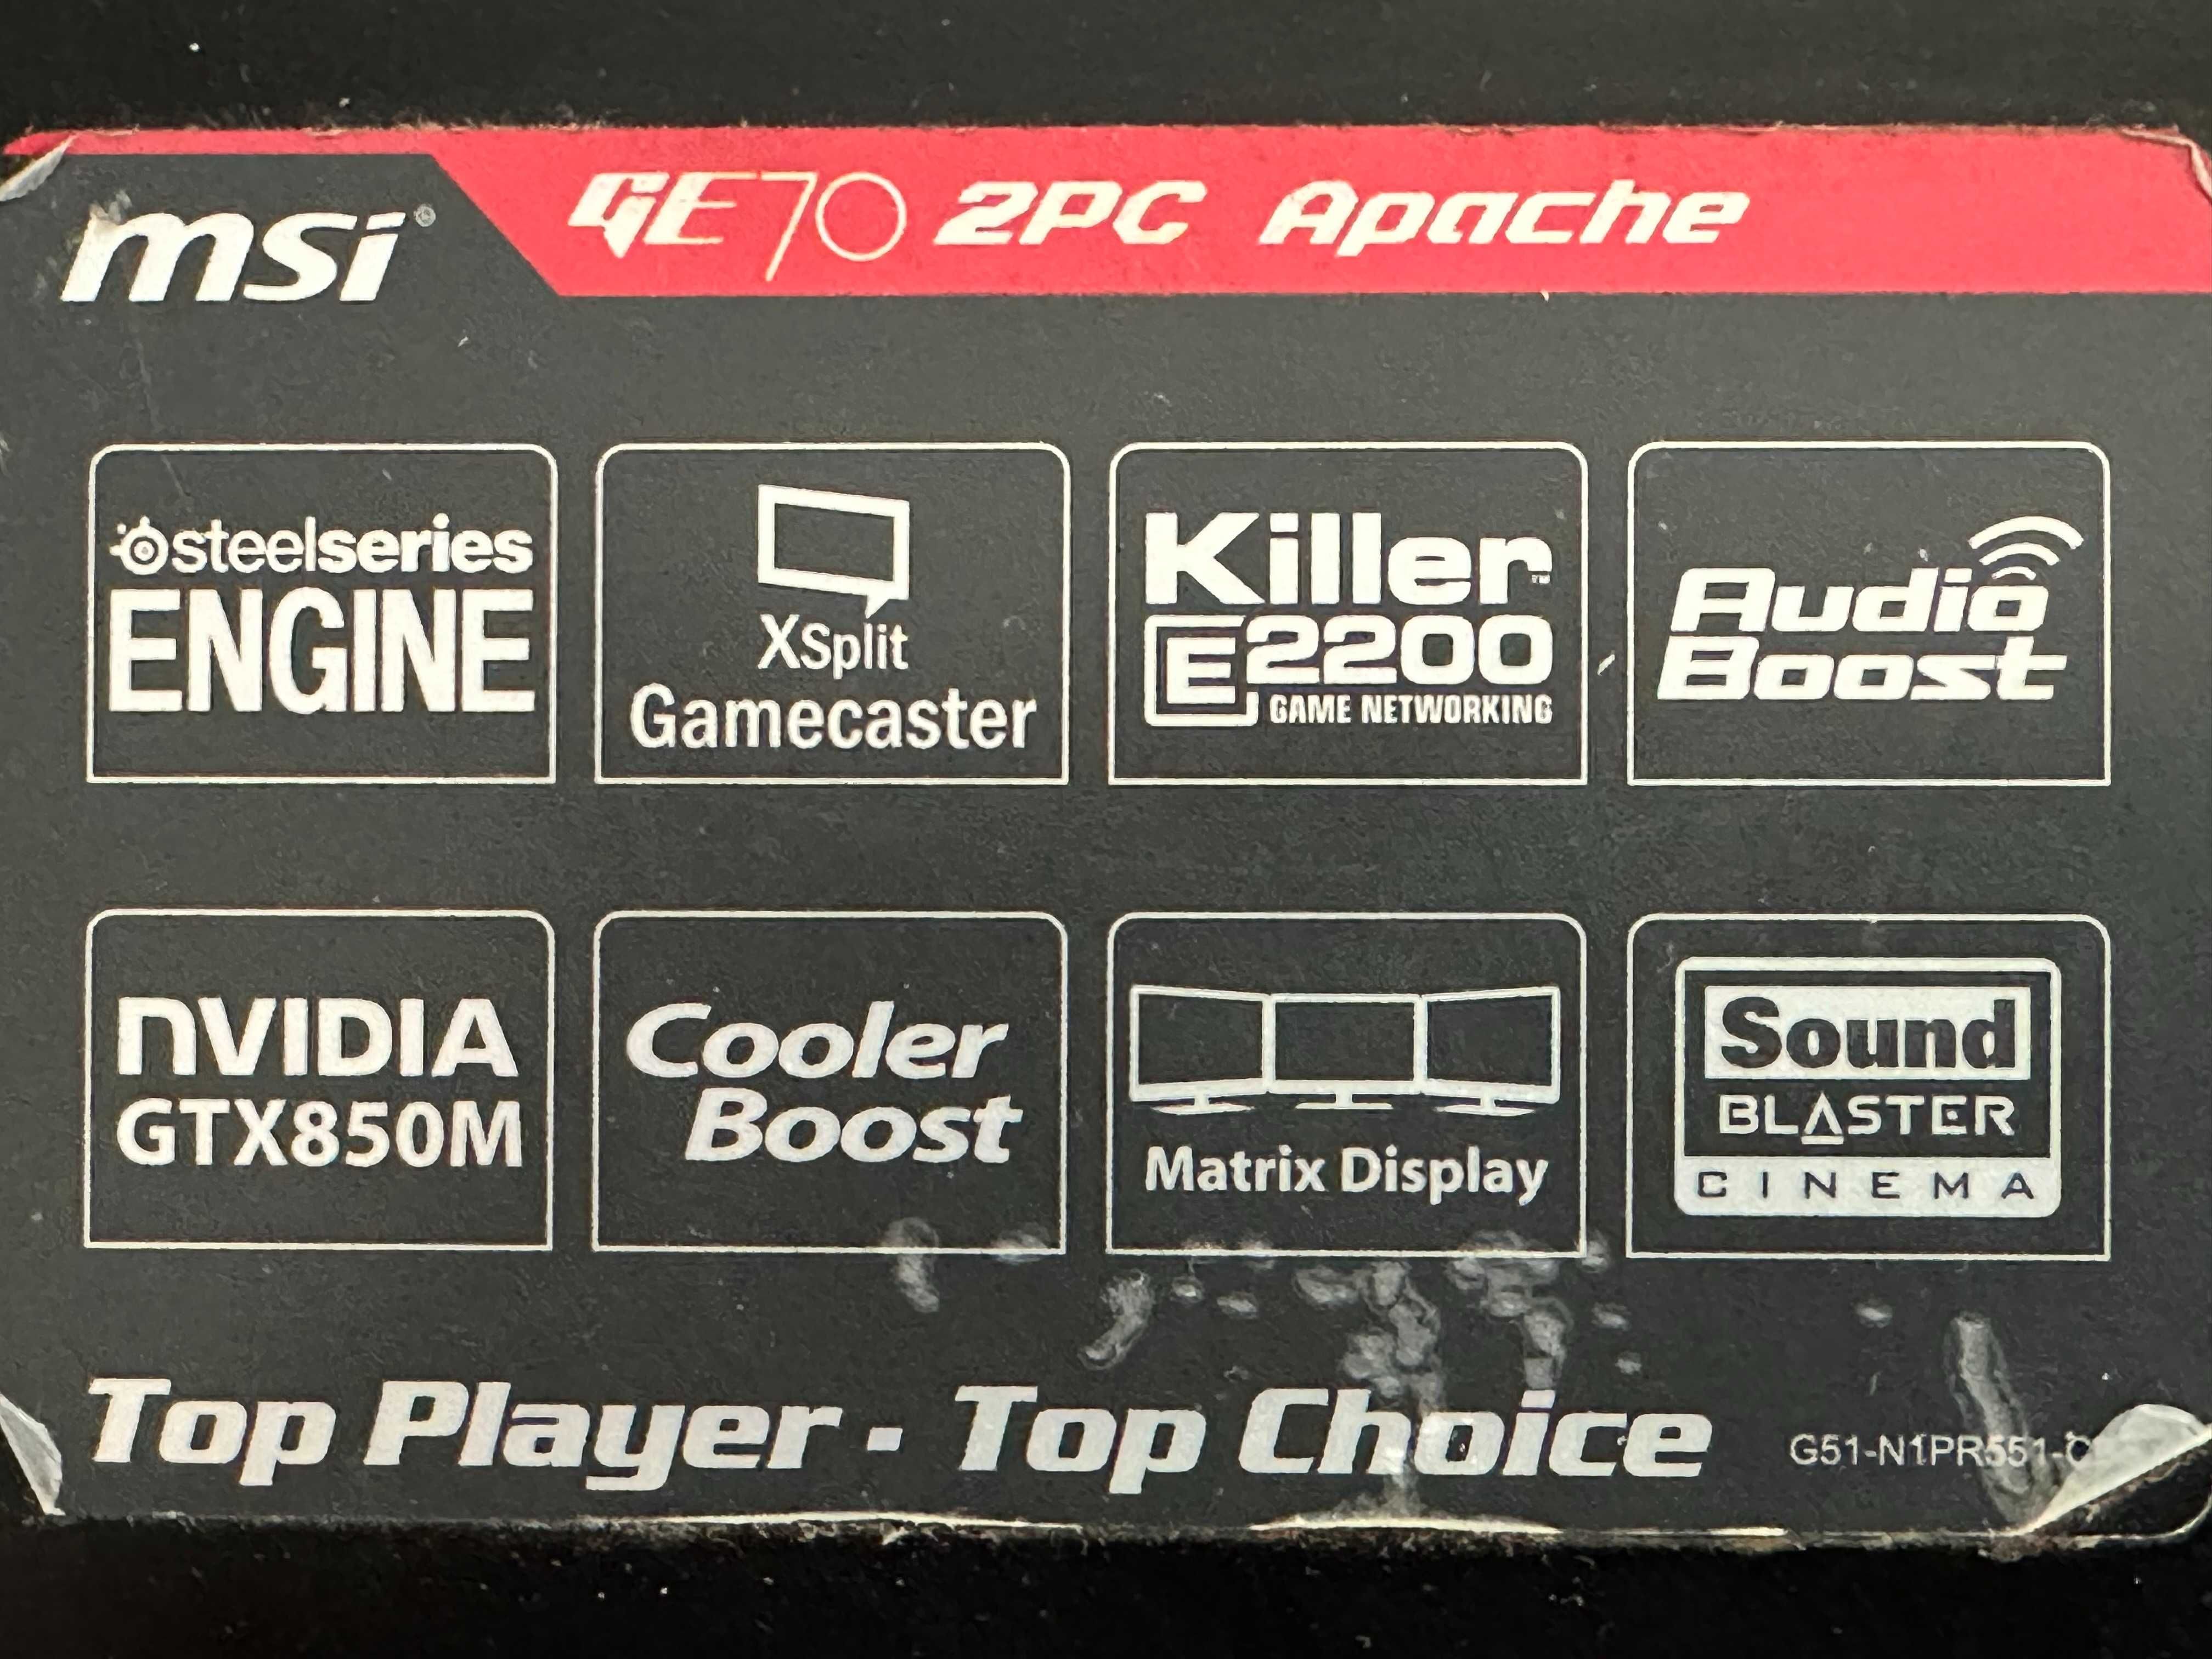 msi® GE70 2PC Apache
steelseries
ENGINE
XSplit
Gamecaster
Killer™
E2200
GAME NETWORKING
Audio
Boost
NVIDIA
GTX850M
Cooler
Boost
Matrix Display
Sound
BLASTER
CINEMA
Top Player - Top Choice